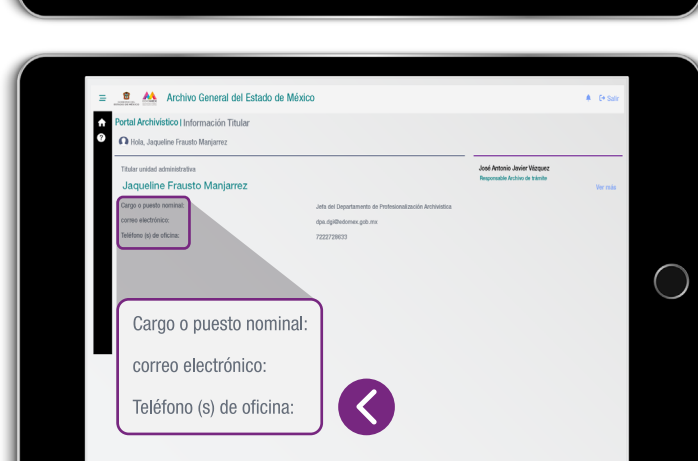 Archivo General del Estado de México
Salir
Portal Archivístico | Información Titular
Hola, Jaqueline Frausto Manjarrez
Titular unidad administrativa
Jaqueline Frausto Manjarrez
José Antonio Javier Vázquez
Responsable Archivo de trámite
Ver más
Cargo o puesto nominal:
Jefa del Departamento de Profesionalización Archivística
correo electrónico:
dpa.dgi@edomex.gob.mx
Teléfono (s) de oficina:
7222726633
Cargo o puesto nominal:
correo electrónico:
Teléfono (s) de oficina: